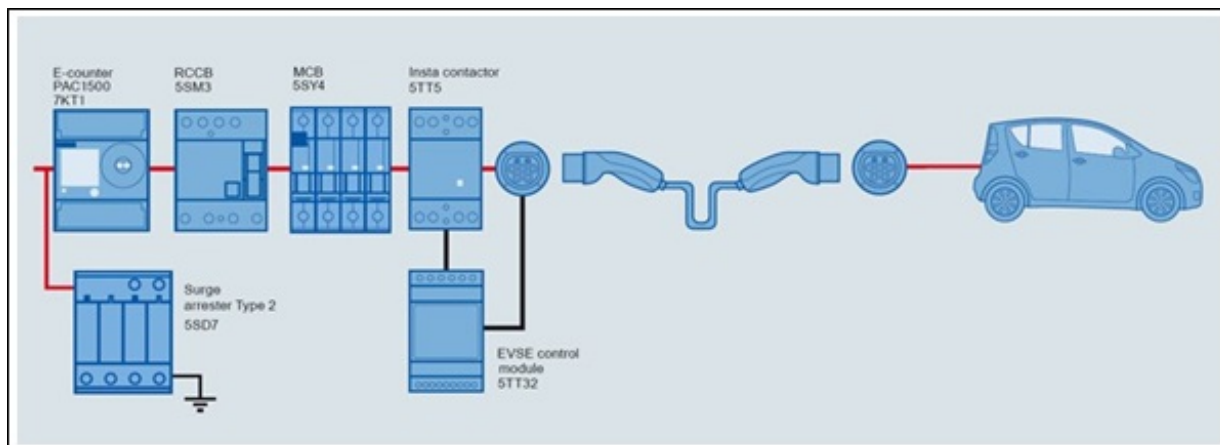 E-counter
PAC1500
7KT1
RCCB
5SM3
MCB
5SY4
Insta contactor
5TT5
Surge
arrester Type 2
5SD7
EVSE control
module
5TT32